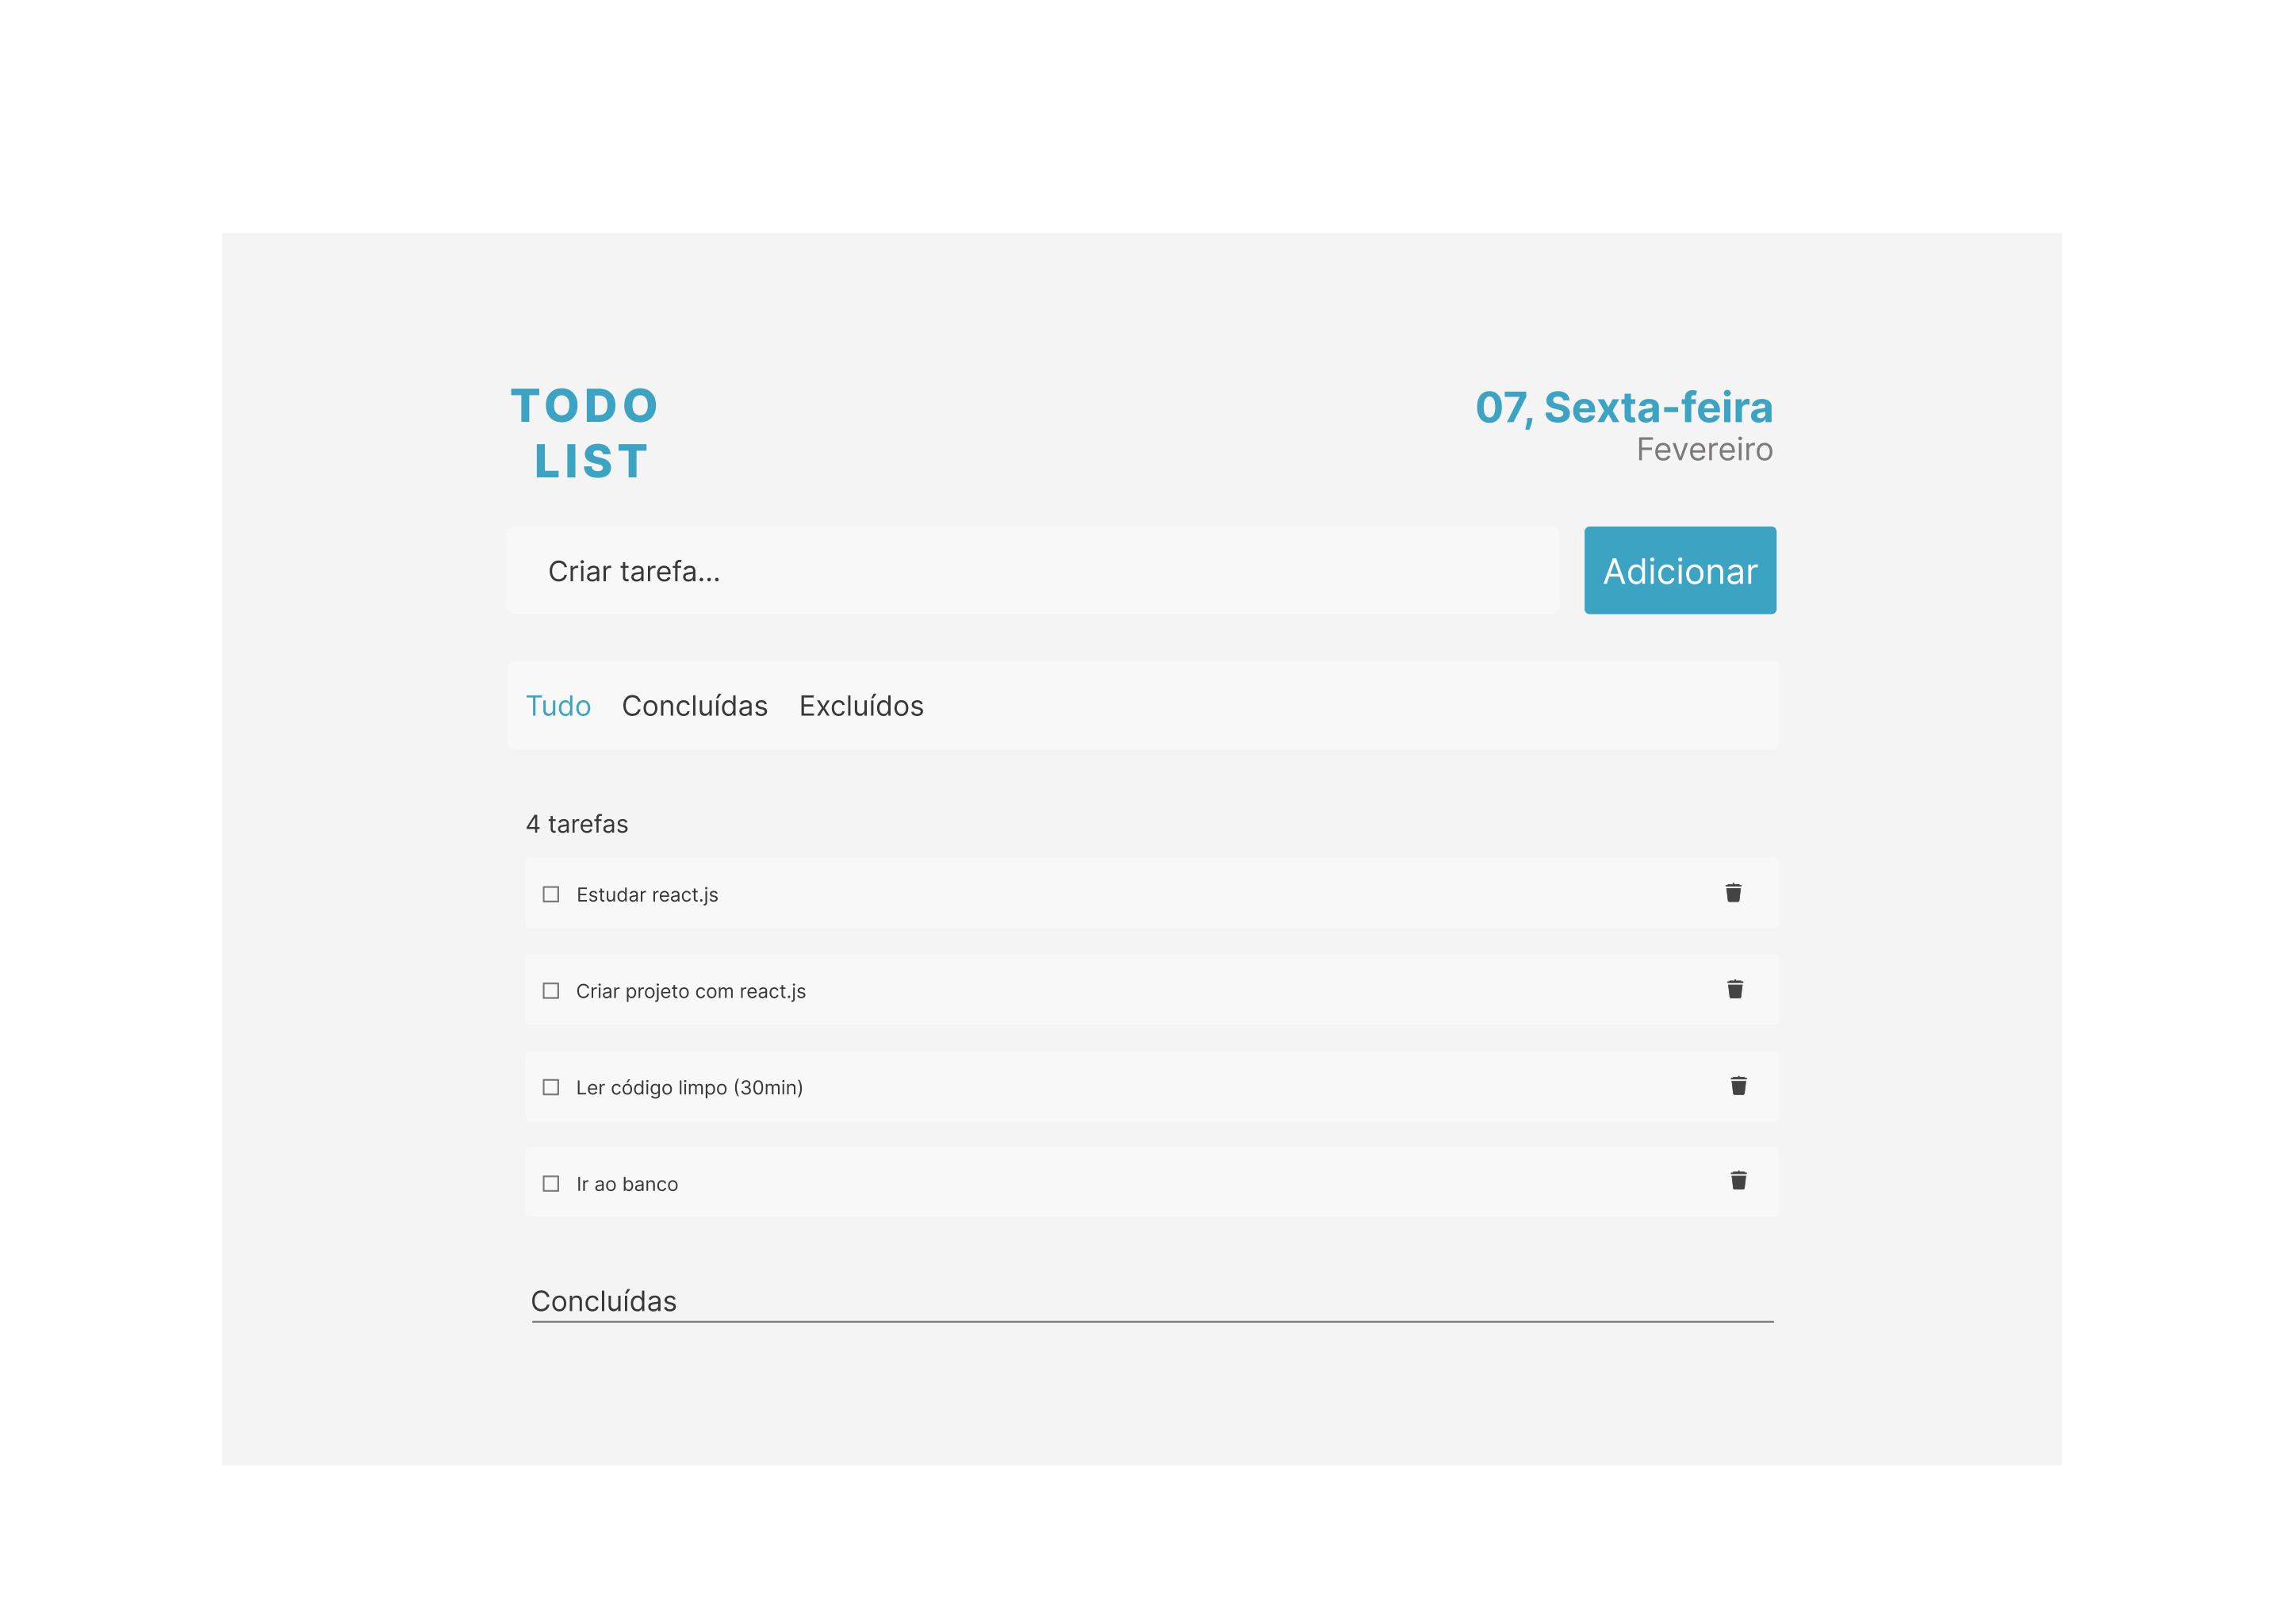 TODO
LIST
07, Sexta-feira
Fevereiro
Criar tarefa...
Adicionar
Tudo Concluídas Excluídos
4 tarefas
Estudar react.js
Criar projeto com react.js
Ler código limpo (30min)
Ir ao banco
Concluídas